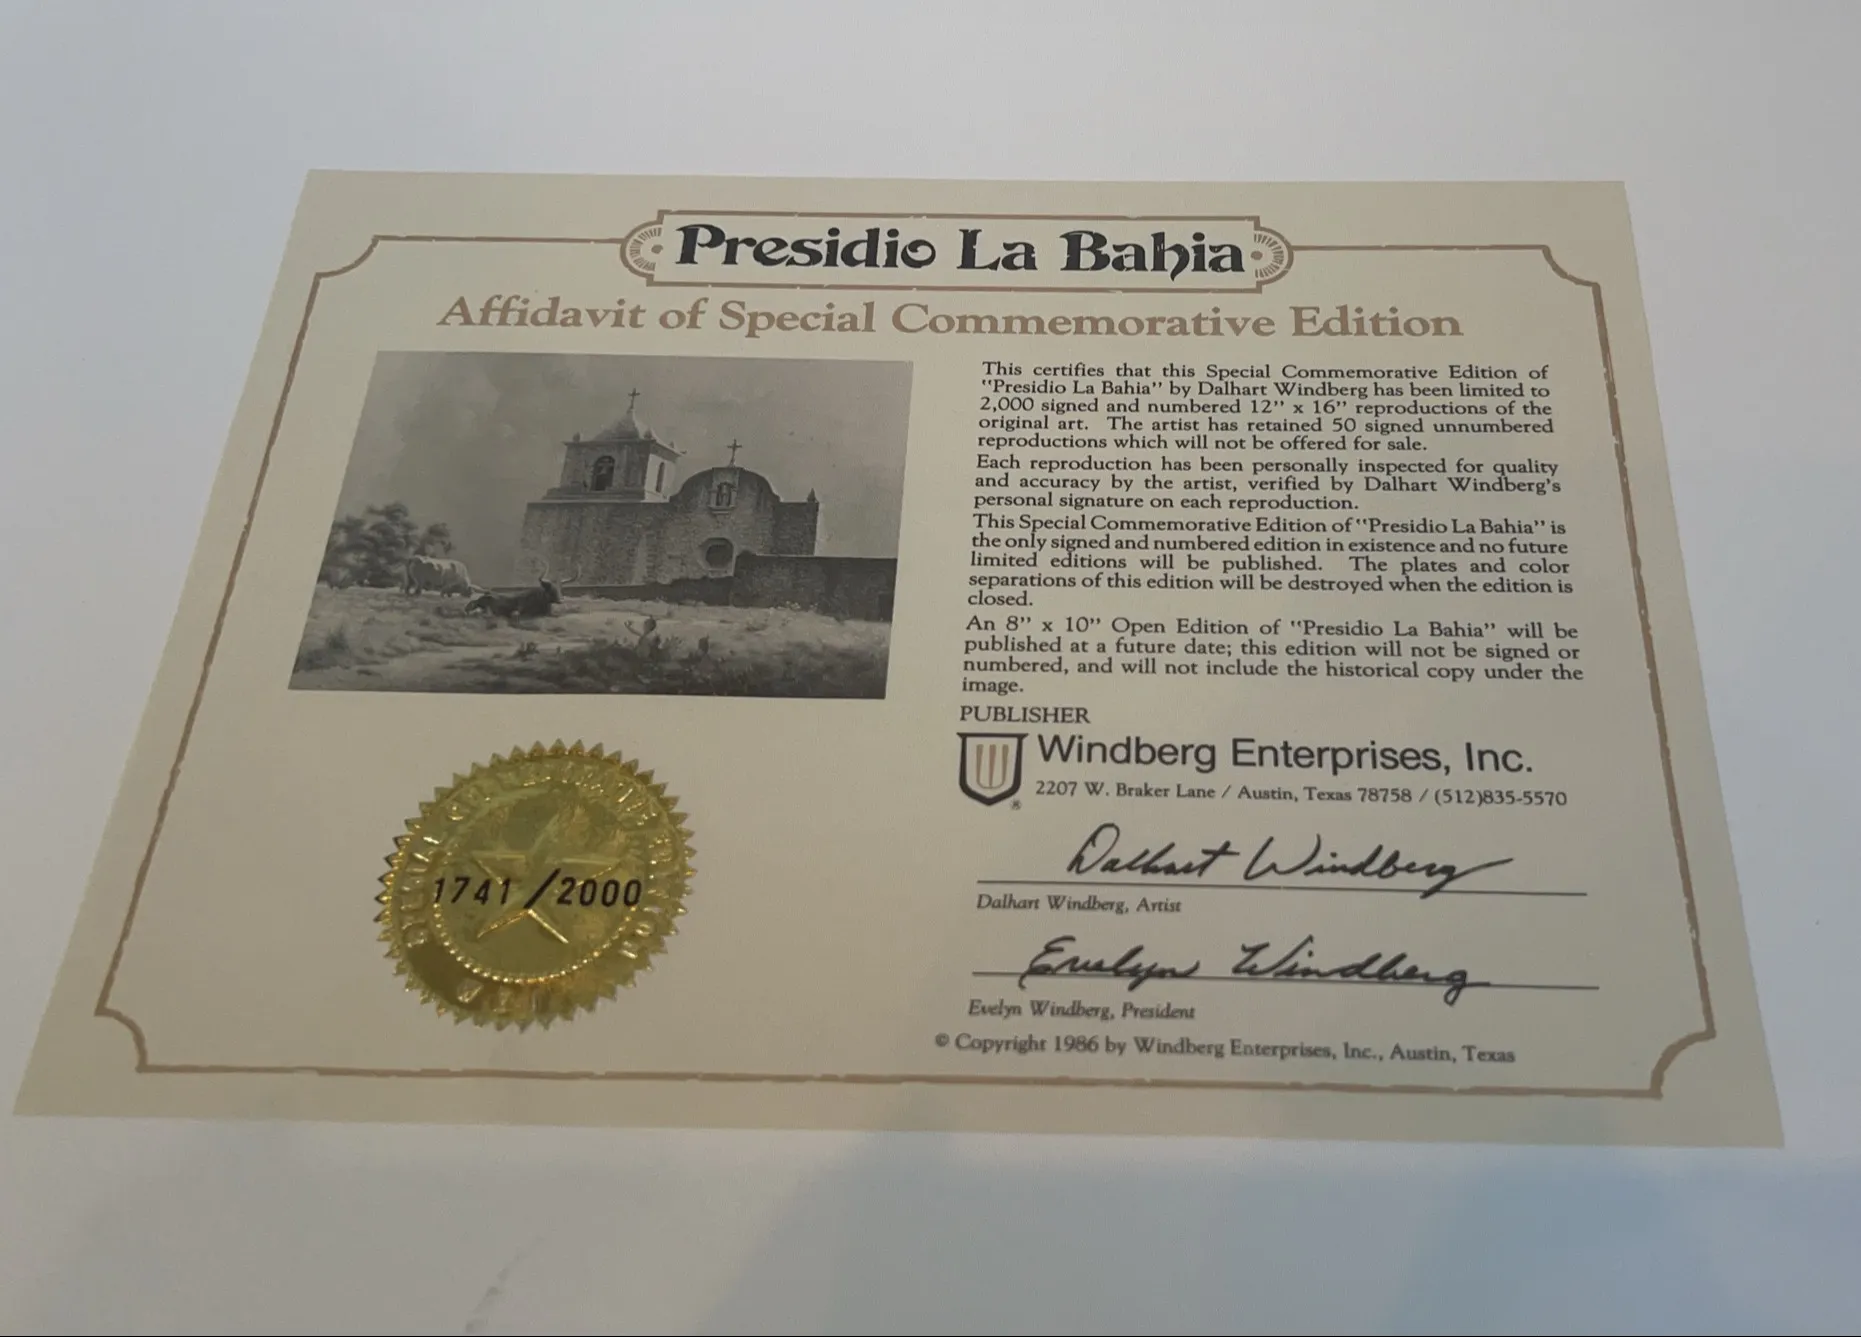 Presidio La Bahia
Affidavit of Special Commemorative Edition
This certifies that this Special Commemorative Edition of
"Presidio La Bahia" by Dalhart Windberg has been limited to
2,000 signed and numbered 12" x 16" reproductions of the
original art. The artist has retained 50 signed unnumbered
reproductions which will not be offered for sale.
Each reproduction has been personally inspected for quality
and accuracy by the artist, verified by Dalhart Windberg's
personal signature on each reproduction.
This Special Commemorative Edition of "Presidio La Bahia" is
the only signed and numbered edition in existence and no future
limited editions will be published. The plates and color
separations of this edition will be destroyed when the edition is
closed.
An 8" x 10" Open Edition of "Presidio La Bahia" will be
published at a future date; this edition will not be signed or
numbered, and will not include the historical copy under the
image.
PUBLISHER
Windberg Enterprises, Inc.
®
2207 W. Braker Lane / Austin, Texas 78758 / (512)835-5570
1741/2000
Dalhart Windberg
Dalhart Windberg, Artist
Evelyn Windberg
Evelyn Windberg, President
© Copyright 1986 by Windberg Enterprises, Inc., Austin, Texas